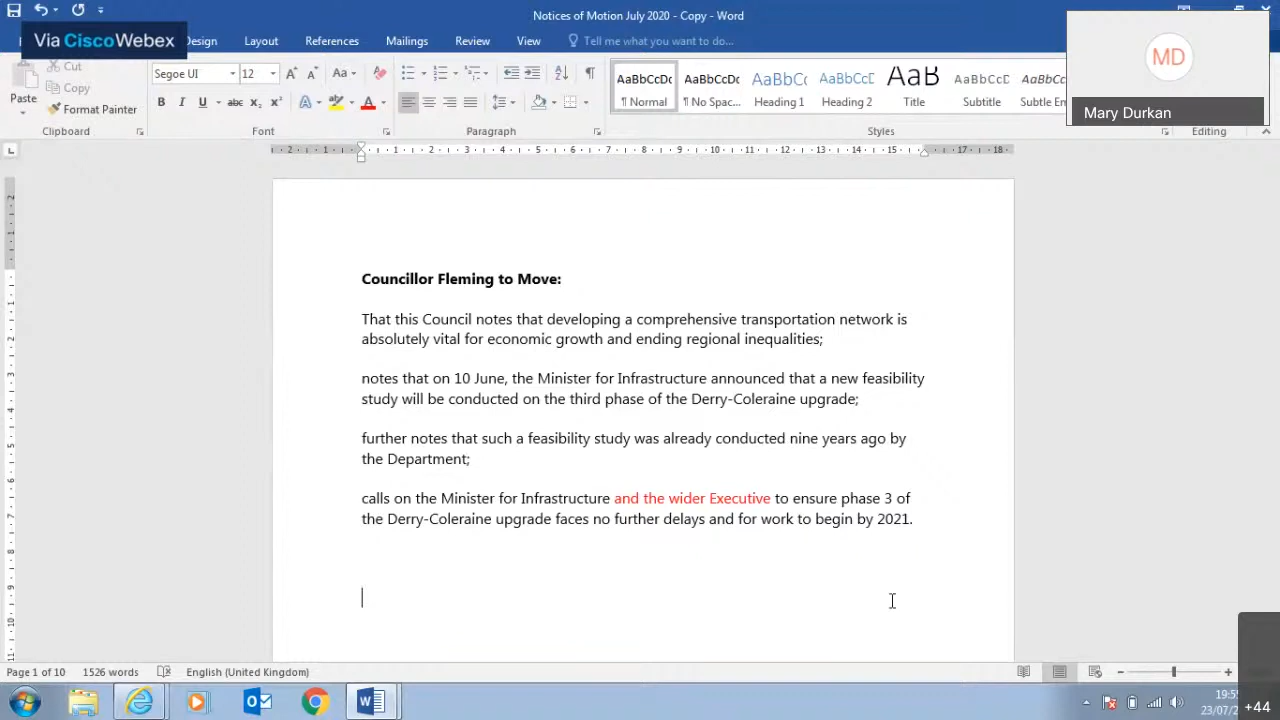 Notices of Motion July 2020 - Copy - Word
Via CiscoWebex
Design Layout References Mailings Review View Tell me what you want to do...
MD
Mary Durkan
Paste
Cut
Copy
Format Painter
Clipboard
Segoe UI 12
Font
Paragraph
AaBbCcDc AaBbCcDc AaBbCc AaBbCcD AaB AaBbCcD
¶ Normal ¶ No Spac... Heading 1 Heading 2 Title Subtitle Subtle Em
Styles
Editing
Councillor Fleming to Move:
That this Council notes that developing a comprehensive transportation network is
absolutely vital for economic growth and ending regional inequalities;
notes that on 10 June, the Minister for Infrastructure announced that a new feasibility
study will be conducted on the third phase of the Derry-Coleraine upgrade;
further notes that such a feasibility study was already conducted nine years ago by
the Department;
calls on the Minister for Infrastructure and the wider Executive to ensure phase 3 of
the Derry-Coleraine upgrade faces no further delays and for work to begin by 2021.
Page 1 of 10 1526 words English (United Kingdom)
19:55
23/07/2
+44